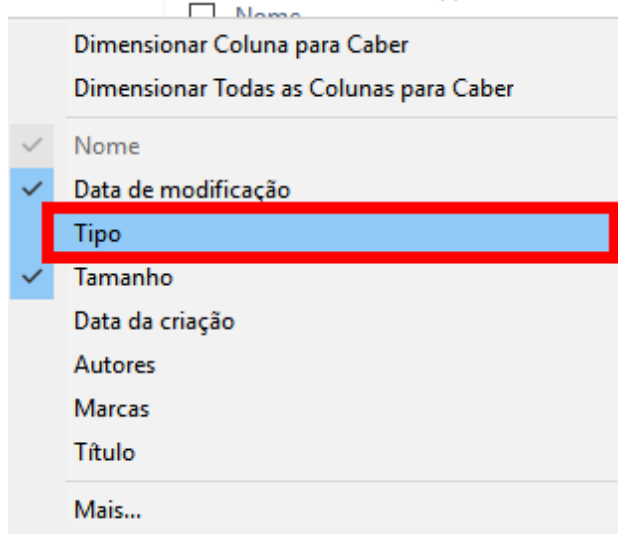 Nome
Dimensionar Coluna para Caber
Dimensionar Todas as Colunas para Caber
Nome
Data de modificação
Tipo
Tamanho
Data da criação
Autores
Marcas
Título
Mais...